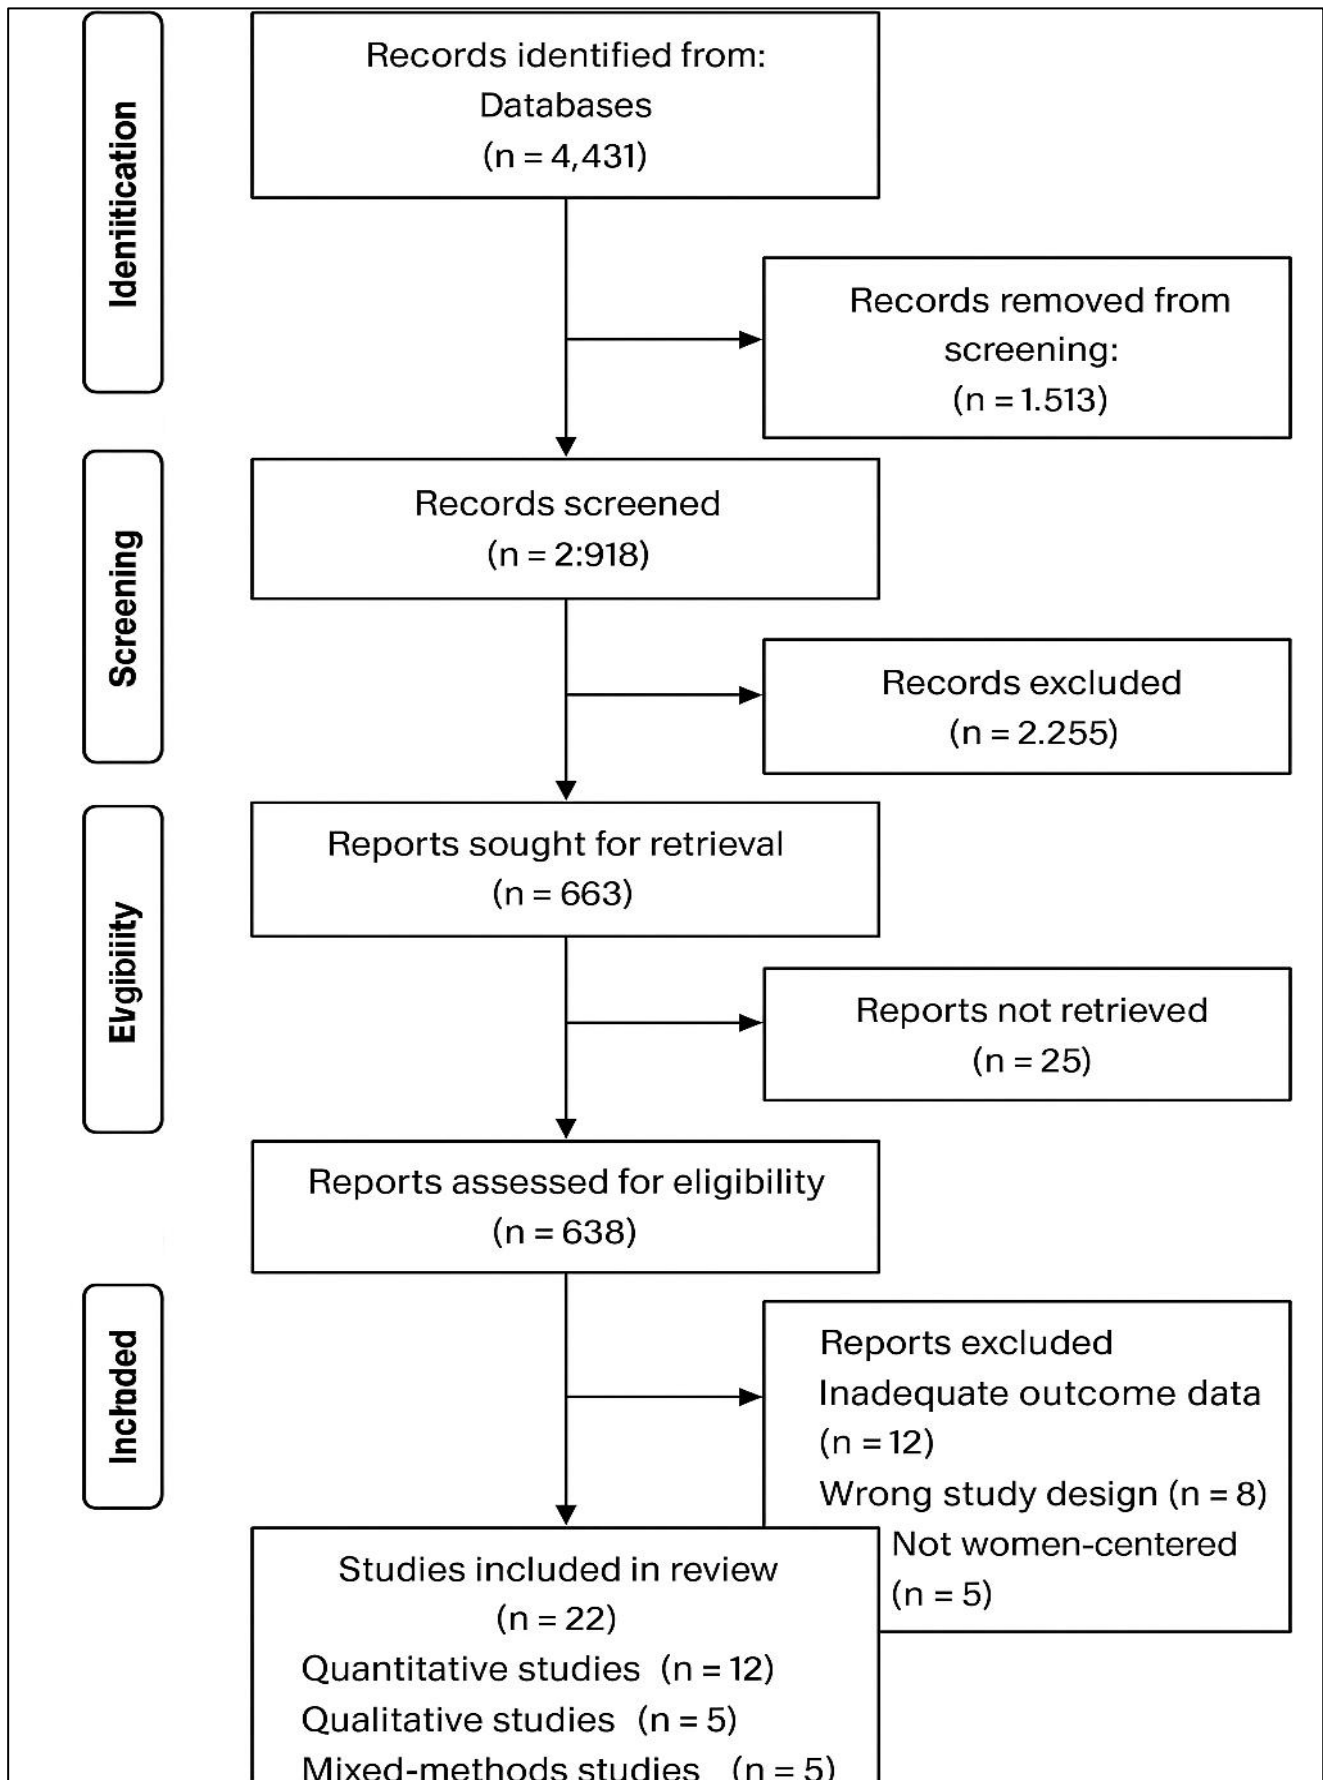 Ideniitication
Records identified from:
Databases
(n = 4,431)
Records removed from
screening:
(n = 1.513)
Screening
Records screened
(n = 2:918)
Records excluded
(n = 2.255)
Evgibiiity
Reports sought for retrieval
(n = 663)
Reports not retrieved
(n = 25)
Reports assessed for eligibility
(n = 638)
Included
Reports excluded
Inadequate outcome data
(n = 12)
Wrong study design (n = 8)
Not women-centered
(n = 5)
Studies included in review
(n = 22)
Quantitative studies (n = 12)
Qualitative studies (n = 5)
Mixed-methods studies (n = 5)